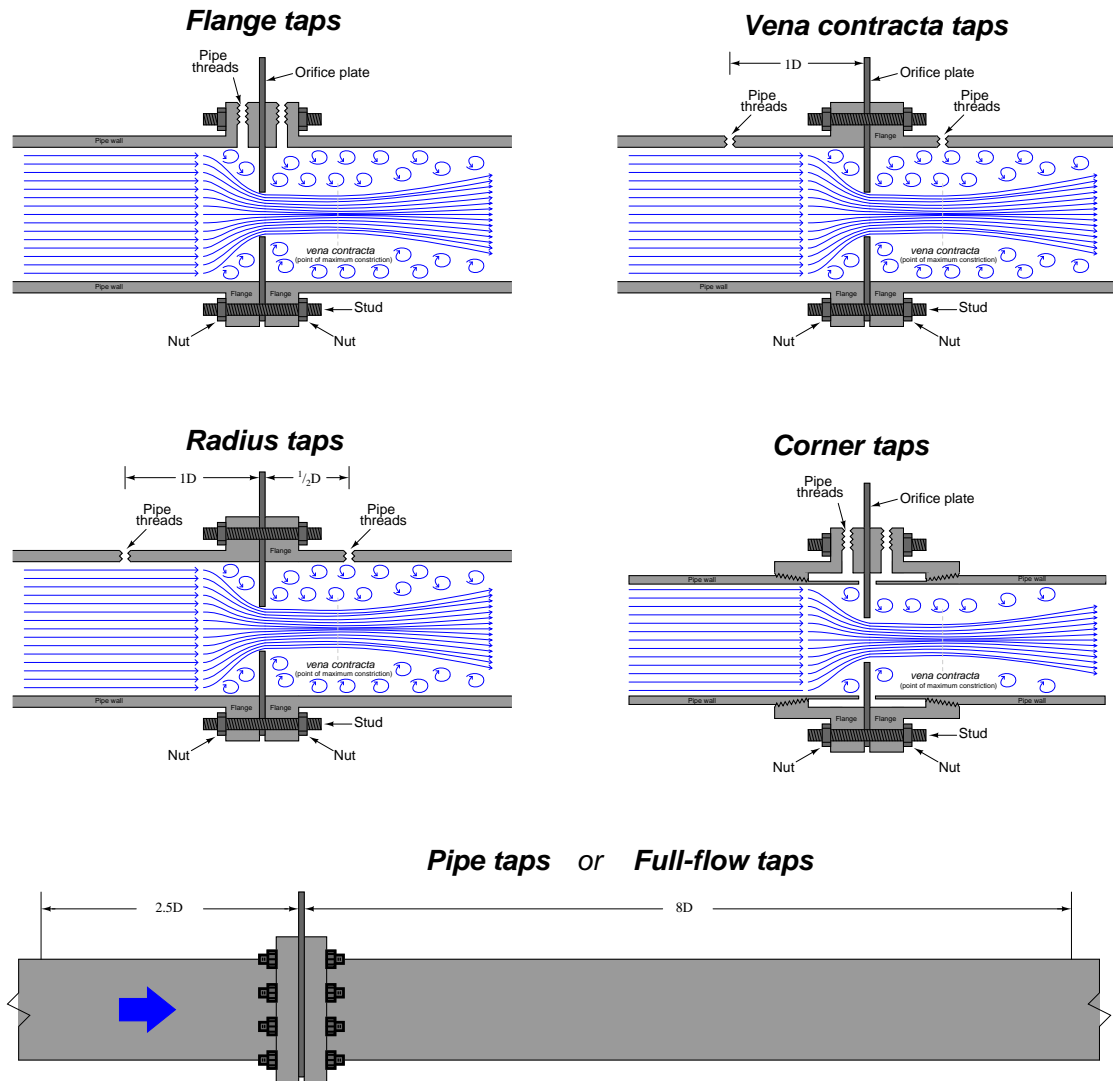 Flange taps
Pipe
threads
Orifice plate
Pipe wall
vena contracta
(point of maximum constriction)
Pipe wall
Flange
Flange
Stud
Nut
Nut
Vena contracta taps
1D
Orifice plate
Pipe
threads
Pipe
threads
Flange
vena contracta
(point of maximum constriction)
Pipe wall
Flange
Flange
Stud
Nut
Nut
Radius taps
1D
1/2D
Pipe
threads
Pipe
threads
Flange
vena contracta
(point of maximum constriction)
Pipe wall
Flange
Flange
Stud
Nut
Nut
Corner taps
Pipe
threads
Orifice plate
Pipe wall
Pipe wall
vena contracta
(point of maximum constriction)
Pipe wall
Pipe wall
Flange
Flange
Stud
Nut
Nut
Pipe taps or Full-flow taps
2.5D
8D